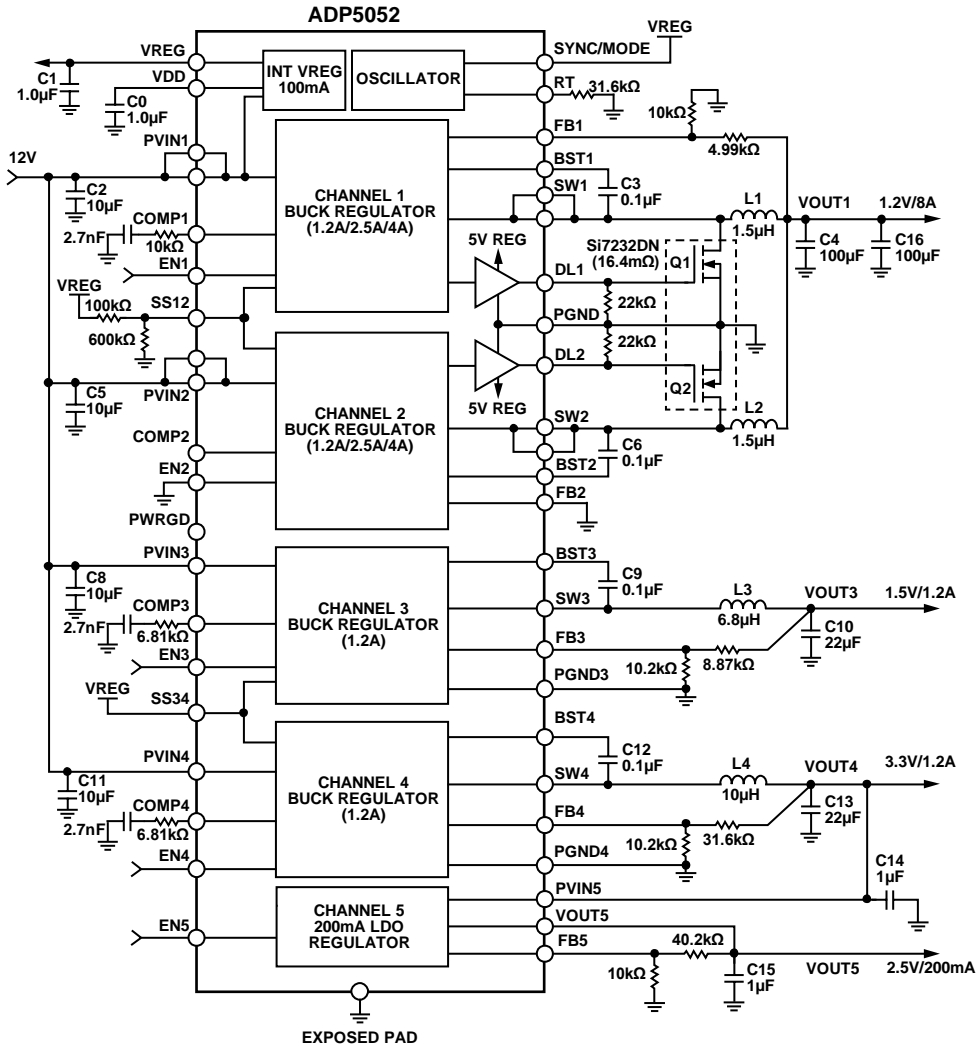 ADP5052
VREG
C1
1.0µF
VDD
C0
1.0µF
INT VREG
100mA
OSCILLATOR
SYNC/MODE
VREG
RT
31.6kΩ
FB1
10kΩ
4.99kΩ
12V
PVIN1
C2
10µF
COMP1
2.7nF
10kΩ
EN1
CHANNEL 1
BUCK REGULATOR
(1.2A/2.5A/4A)
BST1
C3
0.1µF
SW1
L1
1.5µH
VOUT1
1.2V/8A
C4
100µF
C16
100µF
5V REG
Si7232DN
(16.4mΩ)
Q1
DL1
22kΩ
VREG
100kΩ
SS12
600kΩ
PGND
22kΩ
DL2
5V REG
Q2
PVIN2
C5
10µF
COMP2
EN2
CHANNEL 2
BUCK REGULATOR
(1.2A/2.5A/4A)
SW2
L2
1.5µH
C6
0.1µF
BST2
FB2
PWRGD
PVIN3
C8
10µF
COMP3
2.7nF
6.81kΩ
EN3
CHANNEL 3
BUCK REGULATOR
(1.2A)
BST3
C9
0.1µF
SW3
L3
6.8µH
VOUT3
1.5V/1.2A
C10
22µF
FB3
10.2kΩ
8.87kΩ
PGND3
VREG
SS34
PVIN4
C11
10µF
COMP4
2.7nF
6.81kΩ
EN4
CHANNEL 4
BUCK REGULATOR
(1.2A)
BST4
C12
0.1µF
SW4
L4
10µH
VOUT4
3.3V/1.2A
C13
22µF
FB4
10.2kΩ
31.6kΩ
PGND4
C14
1µF
PVIN5
EN5
CHANNEL 5
200mA LDO
REGULATOR
VOUT5
FB5
40.2kΩ
10kΩ
C15
1µF
VOUT5
2.5V/200mA
EXPOSED PAD